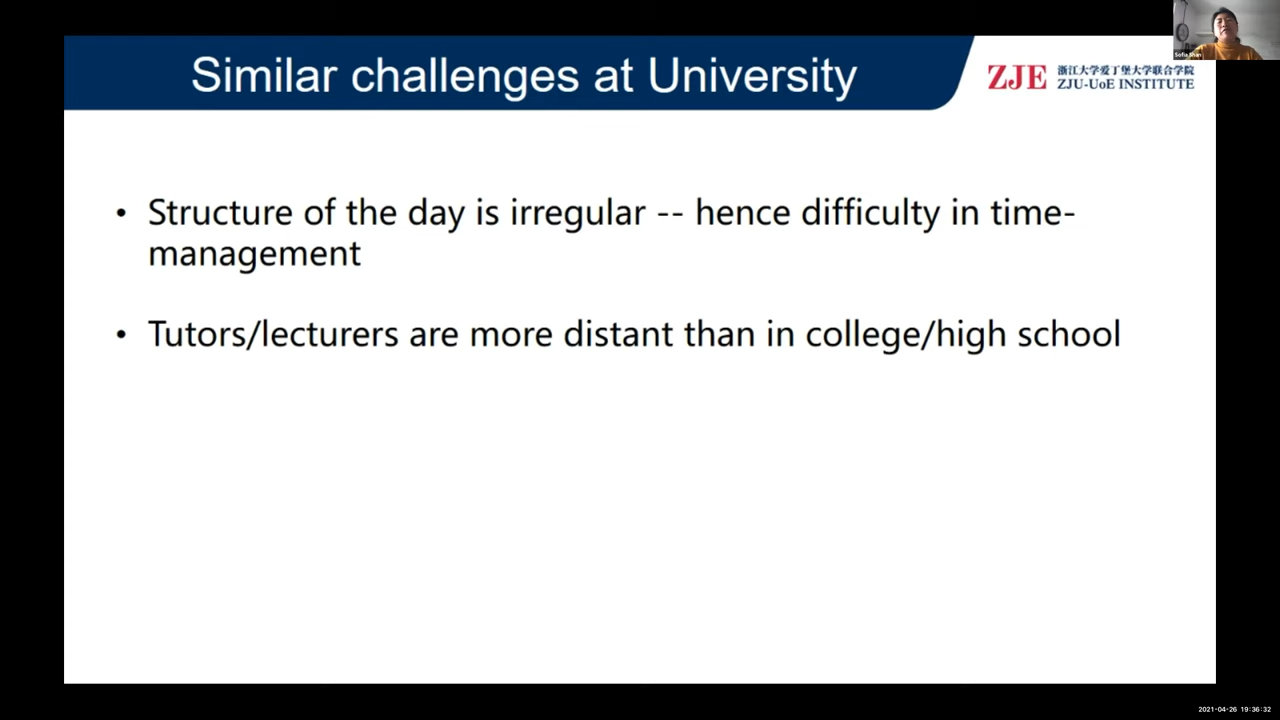 Similar challenges at University
ZJE
浙江大学爱丁堡大学联合学院
ZJU-UoE INSTITUTE
Sofia Shan
• Structure of the day is irregular -- hence difficulty in time-
management
• Tutors/lecturers are more distant than in college/high school
2021-04-26 19:36:32